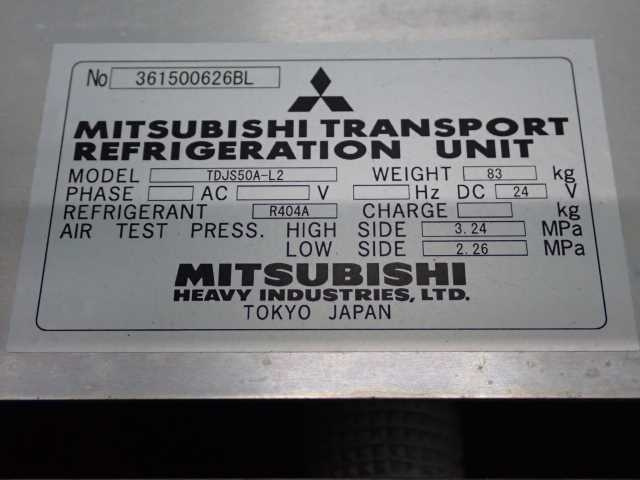 No 361500626BL
MITSUBISHI TRANSPORT
REFRIGERATION UNIT
MODEL TDJS50A-L2 WEIGHT 83 kg
PHASE AC V Hz DC 24 V
REFRIGERANT R404A CHARGE kg
AIR TEST PRESS. HIGH SIDE 3.24 MPa
LOW SIDE 2.26 MPa
MITSUBISHI
HEAVY INDUSTRIES, LTD.
TOKYO JAPAN